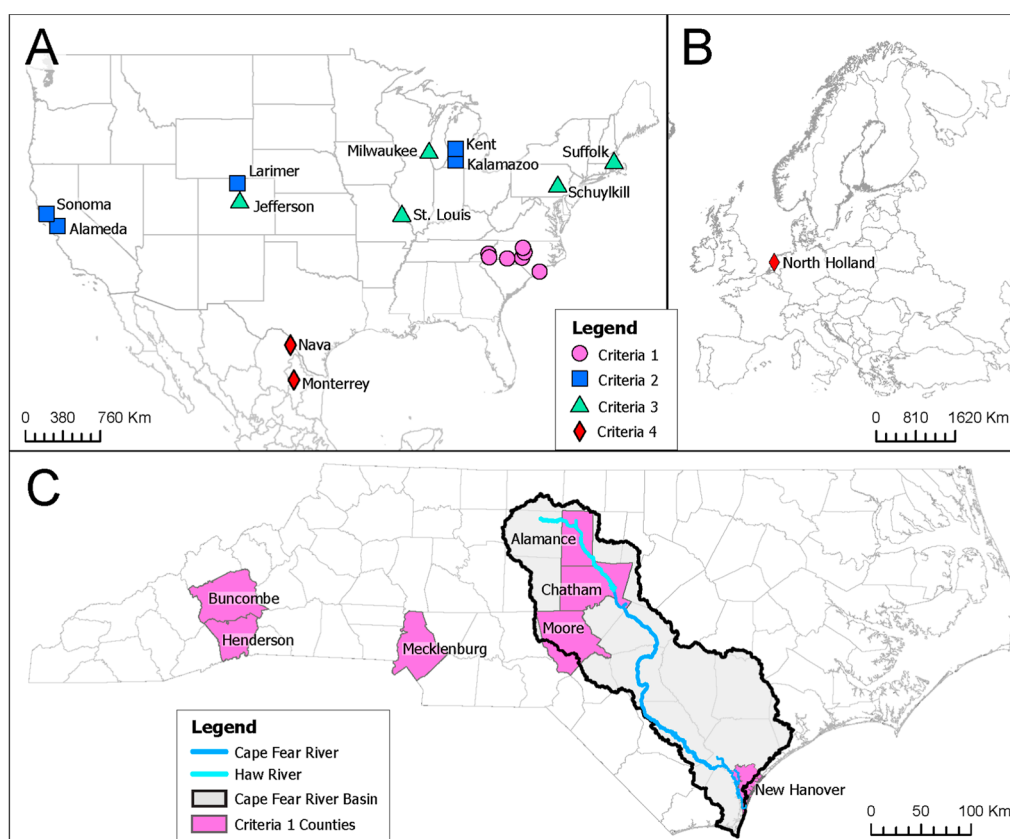 A
B
Milwaukee
Kent
Kalamazoo
Suffolk
Schuylkill
Larimer
Jefferson
St. Louis
Sonoma
Alameda
North Holland
Nava
Monterrey
Legend
Criteria 1
Criteria 2
Criteria 3
Criteria 4
0 380 760 Km
0 810 1620 Km
C
Alamance
Chatham
Moore
Buncombe
Henderson
Mecklenburg
New Hanover
Legend
Cape Fear River
Haw River
Cape Fear River Basin
Criteria 1 Counties
0 50 100 Km